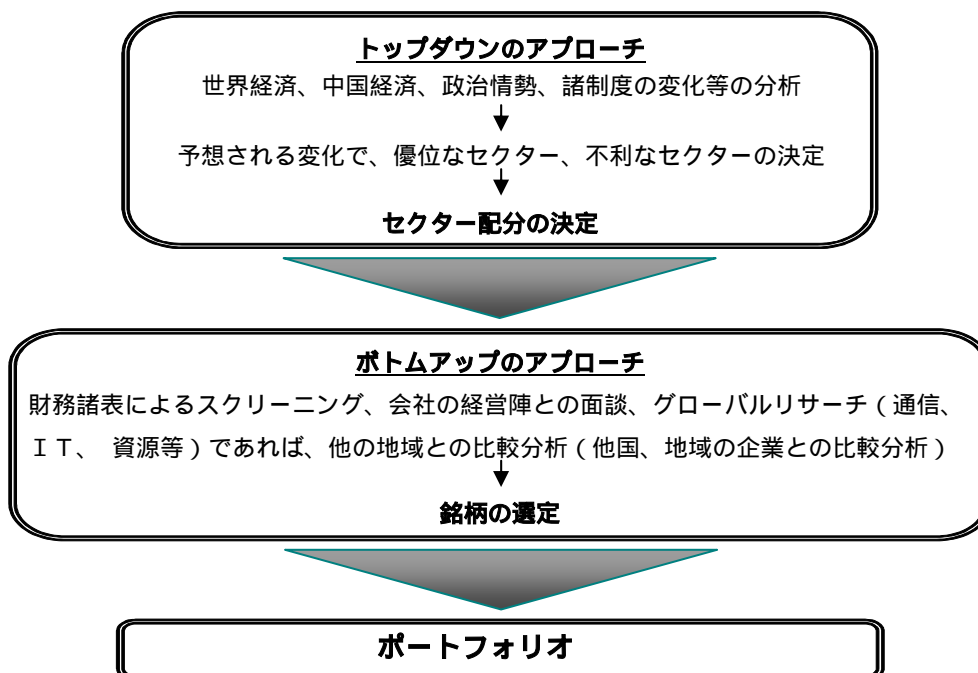 トップダウンのアプローチ
世界経済、中国経済、政治情勢、諸制度の変化等の分析
予想される変化で、優位なセクター、不利なセクターの決定
セクター配分の決定
ボトムアップのアプローチ
財務諸表によるスクリーニング、会社の経営陣との面談、グローバルリサーチ(通信、
ＩＴ、 資源等)であれば、他の地域との比較分析(他国、地域の企業との比較分析)
銘柄の選定
ポートフォリオ